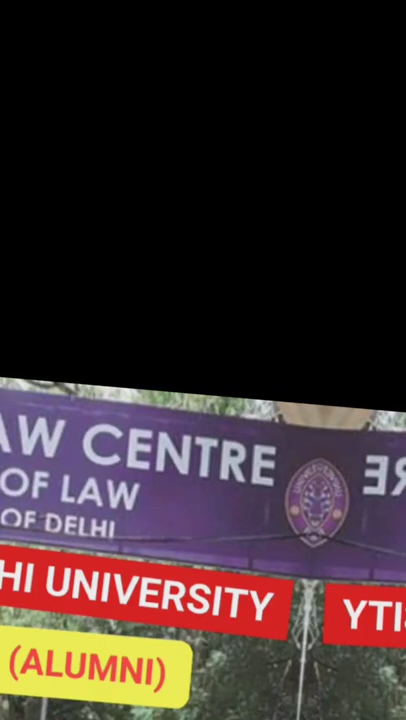 AW CENTRE
OF LAW
OF DELHI
HI UNIVERSITY
(ALUMNI)